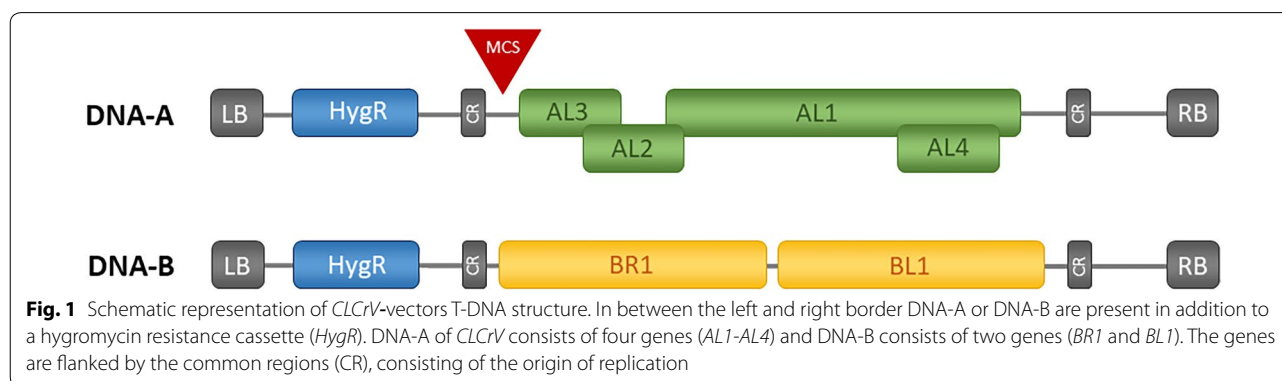 MCS
DNA-A LB HygR CR AL3 AL1 CR RB
AL2 AL4
DNA-B LB HygR CR BR1 BL1 CR RB
Fig. 1 Schematic representation of CLCrV-vectors T-DNA structure. In between the left and right border DNA-A or DNA-B are present in addition to
a hygromycin resistance cassette (HygR). DNA-A of CLCrV consists of four genes (AL1-AL4) and DNA-B consists of two genes (BR1 and BL1). The genes
are flanked by the common regions (CR), consisting of the origin of replication